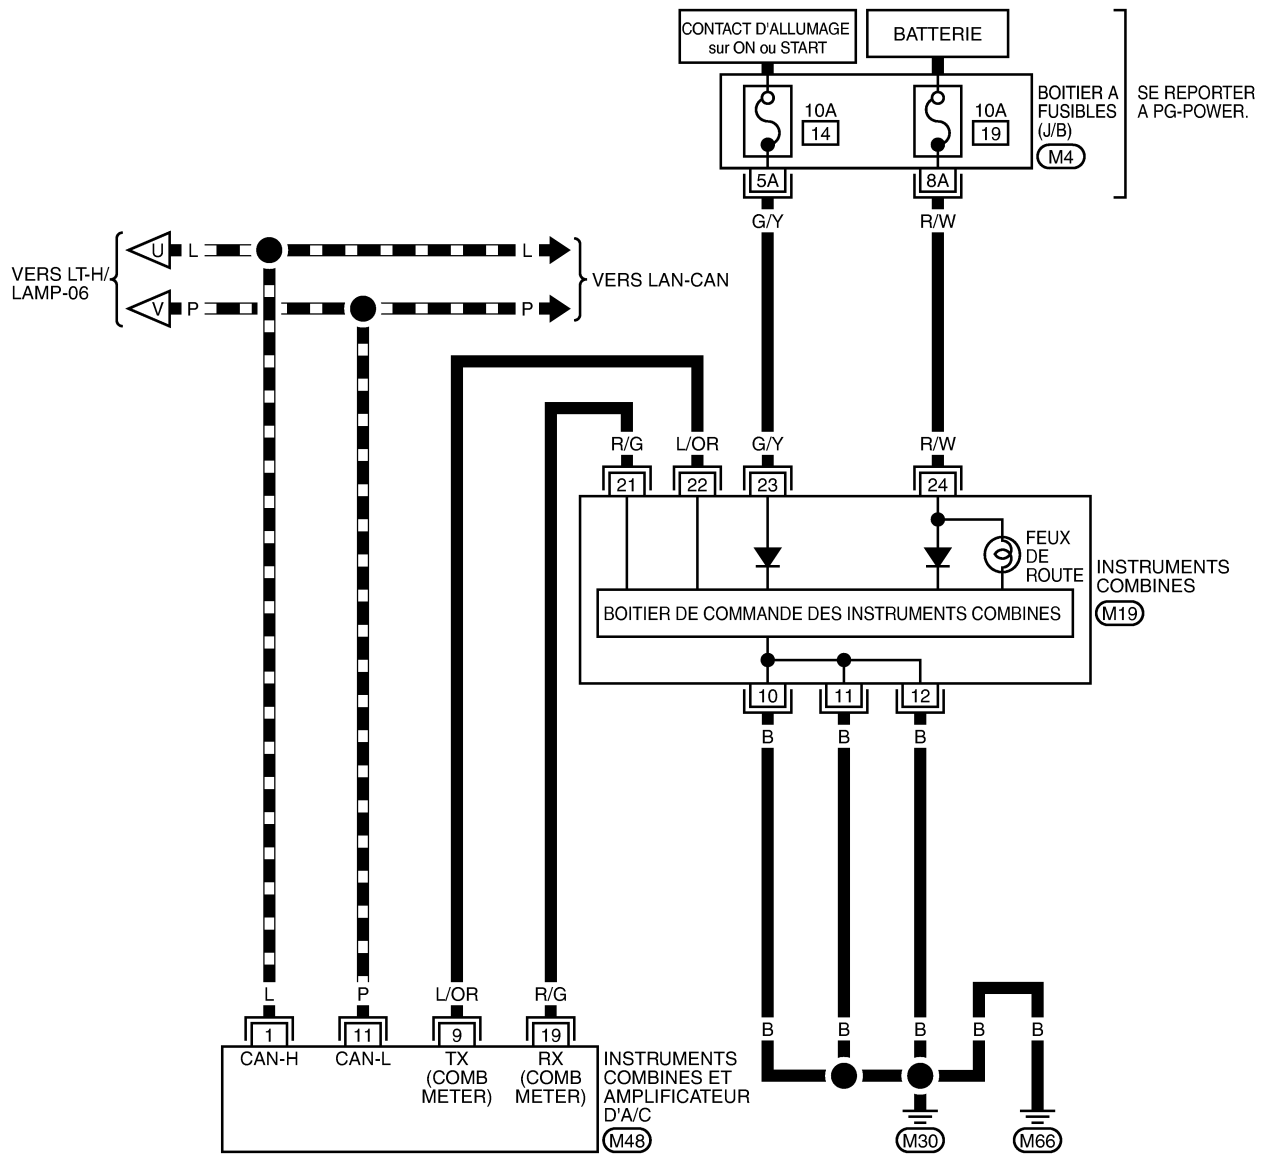 CONTACT D'ALLUMAGE
sur ON ou START
BATTERIE
10A
14
10A
19
BOITIER A
FUSIBLES
(J/B)
M4
SE REPORTER
A PG-POWER.
5A
8A
G/Y
R/W
VERS LT-H/
LAMP-06
U
L
L
V
P
P
VERS LAN-CAN
R/G
L/OR
G/Y
R/W
21
22
23
24
FEUX
DE
ROUTE
BOITIER DE COMMANDE DES INSTRUMENTS COMBINES
INSTRUMENTS
COMBINES
M19
10
11
12
B
B
B
L
P
L/OR
R/G
1
11
9
19
CAN-H
CAN-L
TX
(COMB
METER)
RX
(COMB
METER)
INSTRUMENTS
COMBINES ET
AMPLIFICATEUR
D'A/C
M48
B
B
B
B
B
M30
M66